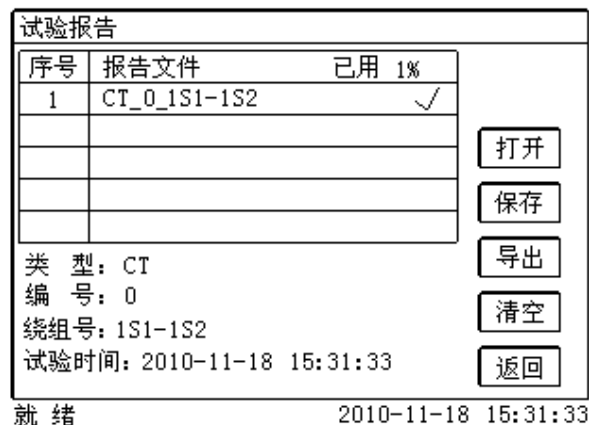 试验报告
序号 报告文件 已用 1%
1 CT_0_1S1-1S2 ✓
打开
保存
导出
清空
返回
类 型: CT
编 号: 0
绕组号: 1S1-1S2
试验时间: 2010-11-18 15:31:33
就 绪 2010-11-18 15:31:33